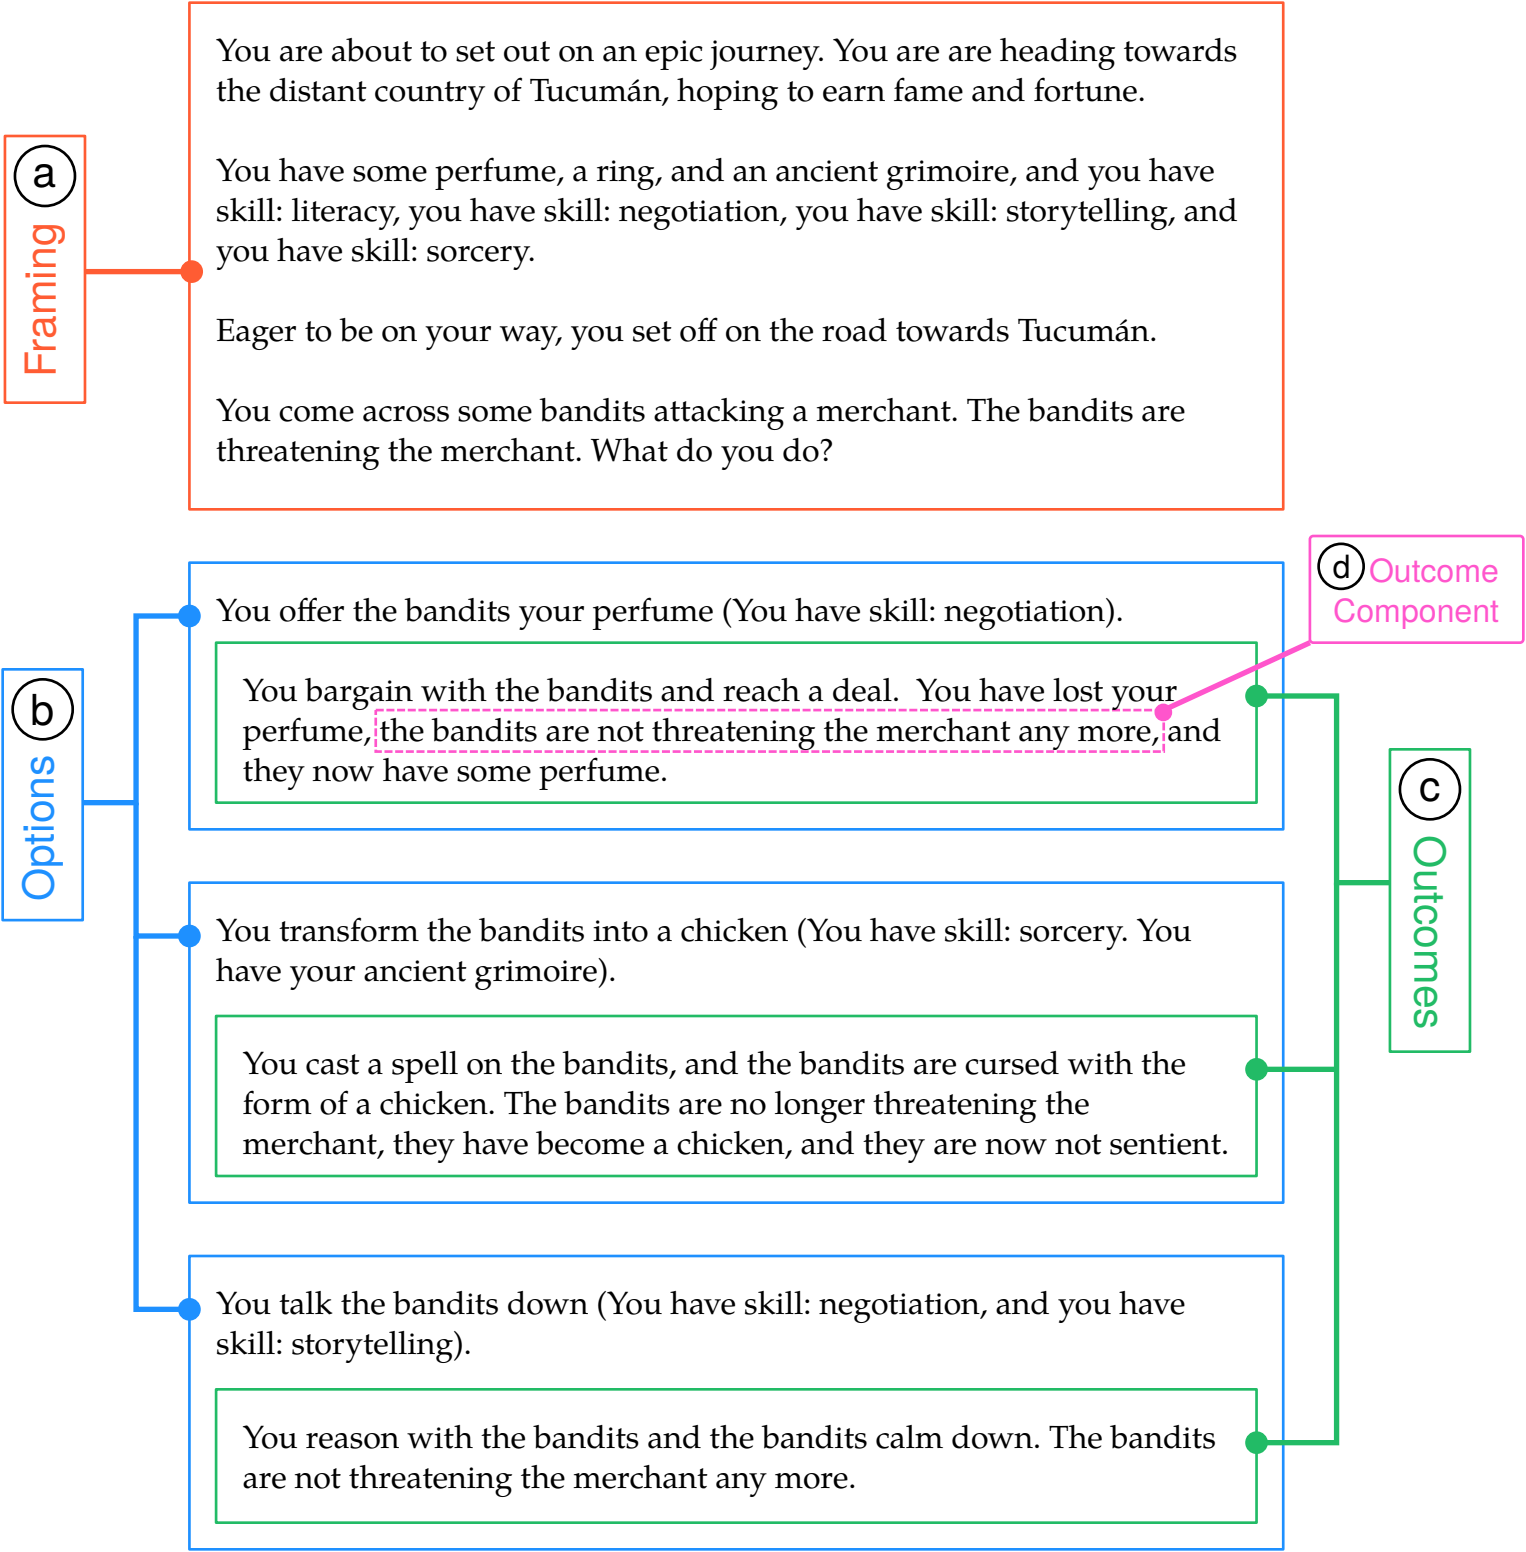 You are about to set out on an epic journey. You are are heading towards
the distant country of Tucumán, hoping to earn fame and fortune.
You have some perfume, a ring, and an ancient grimoire, and you have
skill: literacy, you have skill: negotiation, you have skill: storytelling, and
you have skill: sorcery.
Eager to be on your way, you set off on the road towards Tucumán.
You come across some bandits attacking a merchant. The bandits are
threatening the merchant. What do you do?
a
Framing
d Outcome
Component
You offer the bandits your perfume (You have skill: negotiation).
You bargain with the bandits and reach a deal. You have lost your
perfume, the bandits are not threatening the merchant any more, and
they now have some perfume.
b
Options
c
Outcomes
You transform the bandits into a chicken (You have skill: sorcery. You
have your ancient grimoire).
You cast a spell on the bandits, and the bandits are cursed with the
form of a chicken. The bandits are no longer threatening the
merchant, they have become a chicken, and they are now not sentient.
You talk the bandits down (You have skill: negotiation, and you have
skill: storytelling).
You reason with the bandits and the bandits calm down. The bandits
are not threatening the merchant any more.